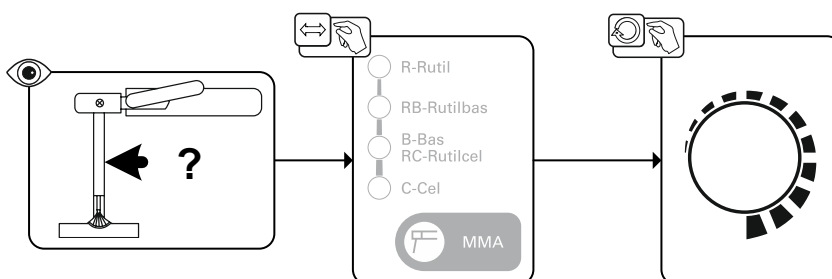 ?
R-Rutil
RB-Rutilbas
B-Bas
RC-Rutilcel
C-Cel
MMA